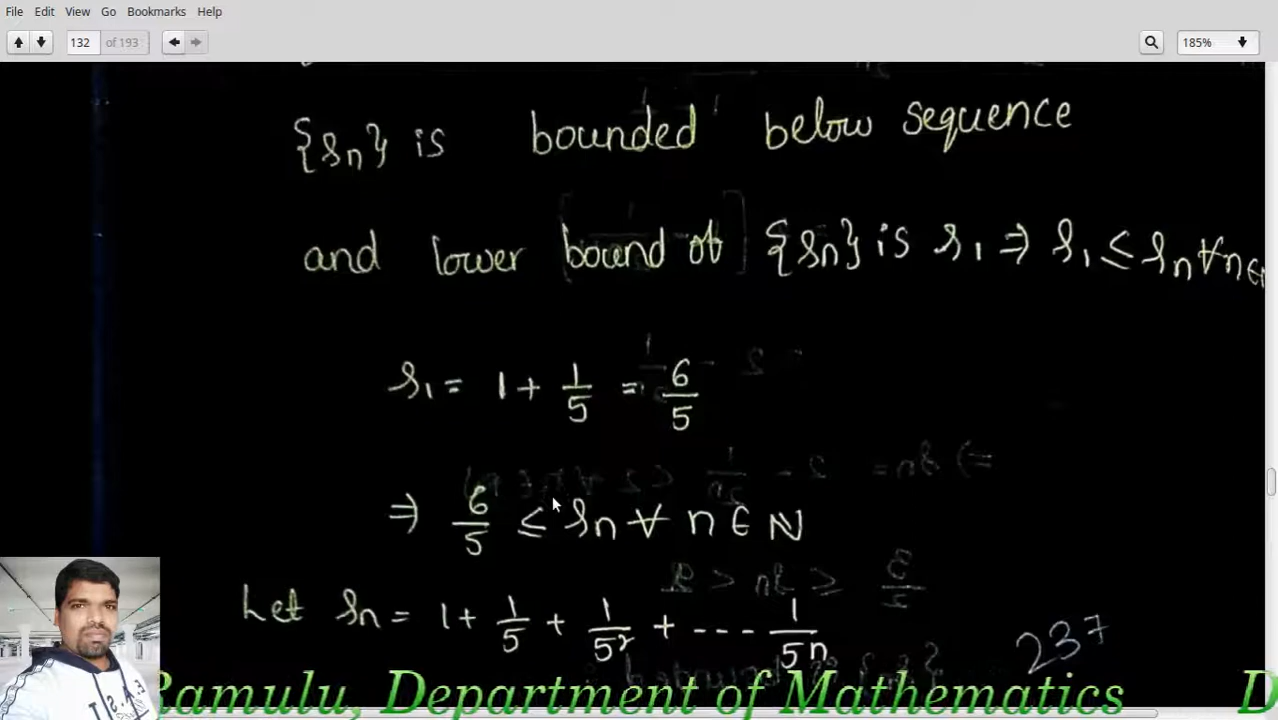 File Edit View Go Bookmarks Help
132 of 193 185%
{Sn} is bounded below sequence
and lower bound of {Sn} is S₁ ⇒ S₁ ≤ Sn ∀ n ∈
S₁ = 1 + 1/5 = 6/5
⇒ 6/5 ≤ Sn ∀ n ∈ N
Let Sn = 1 + 1/5 + 1/5² + ---- 1/5ⁿ
237
Ramulu, Department of Mathematics D